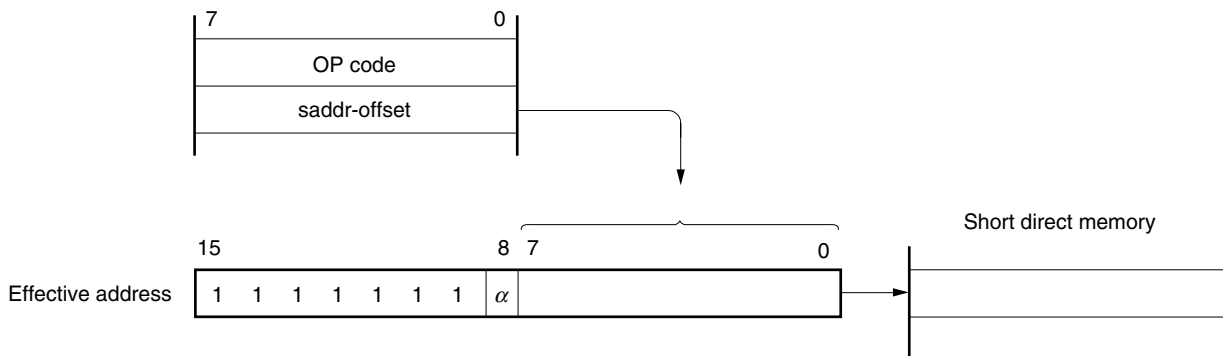 7 0
OP code
saddr-offset
Short direct memory
15 8 7 0
Effective address 1 1 1 1 1 1 1 α